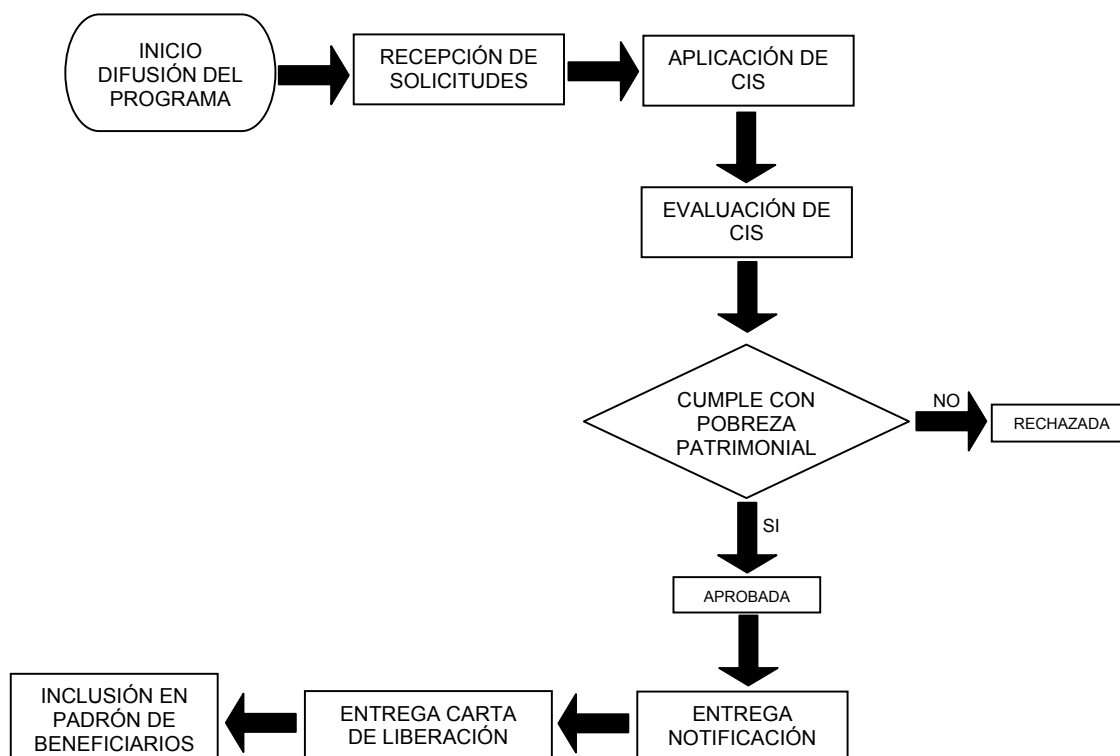 INICIO
DIFUSIÓN DEL
PROGRAMA
RECEPCIÓN DE
SOLICITUDES
APLICACIÓN DE
CIS
EVALUACIÓN DE
CIS
CUMPLE CON
POBREZA
PATRIMONIAL
NO
RECHAZADA
SI
APROBADA
ENTREGA
NOTIFICACIÓN
ENTREGA CARTA
DE LIBERACIÓN
INCLUSIÓN EN
PADRÓN DE
BENEFICIARIOS